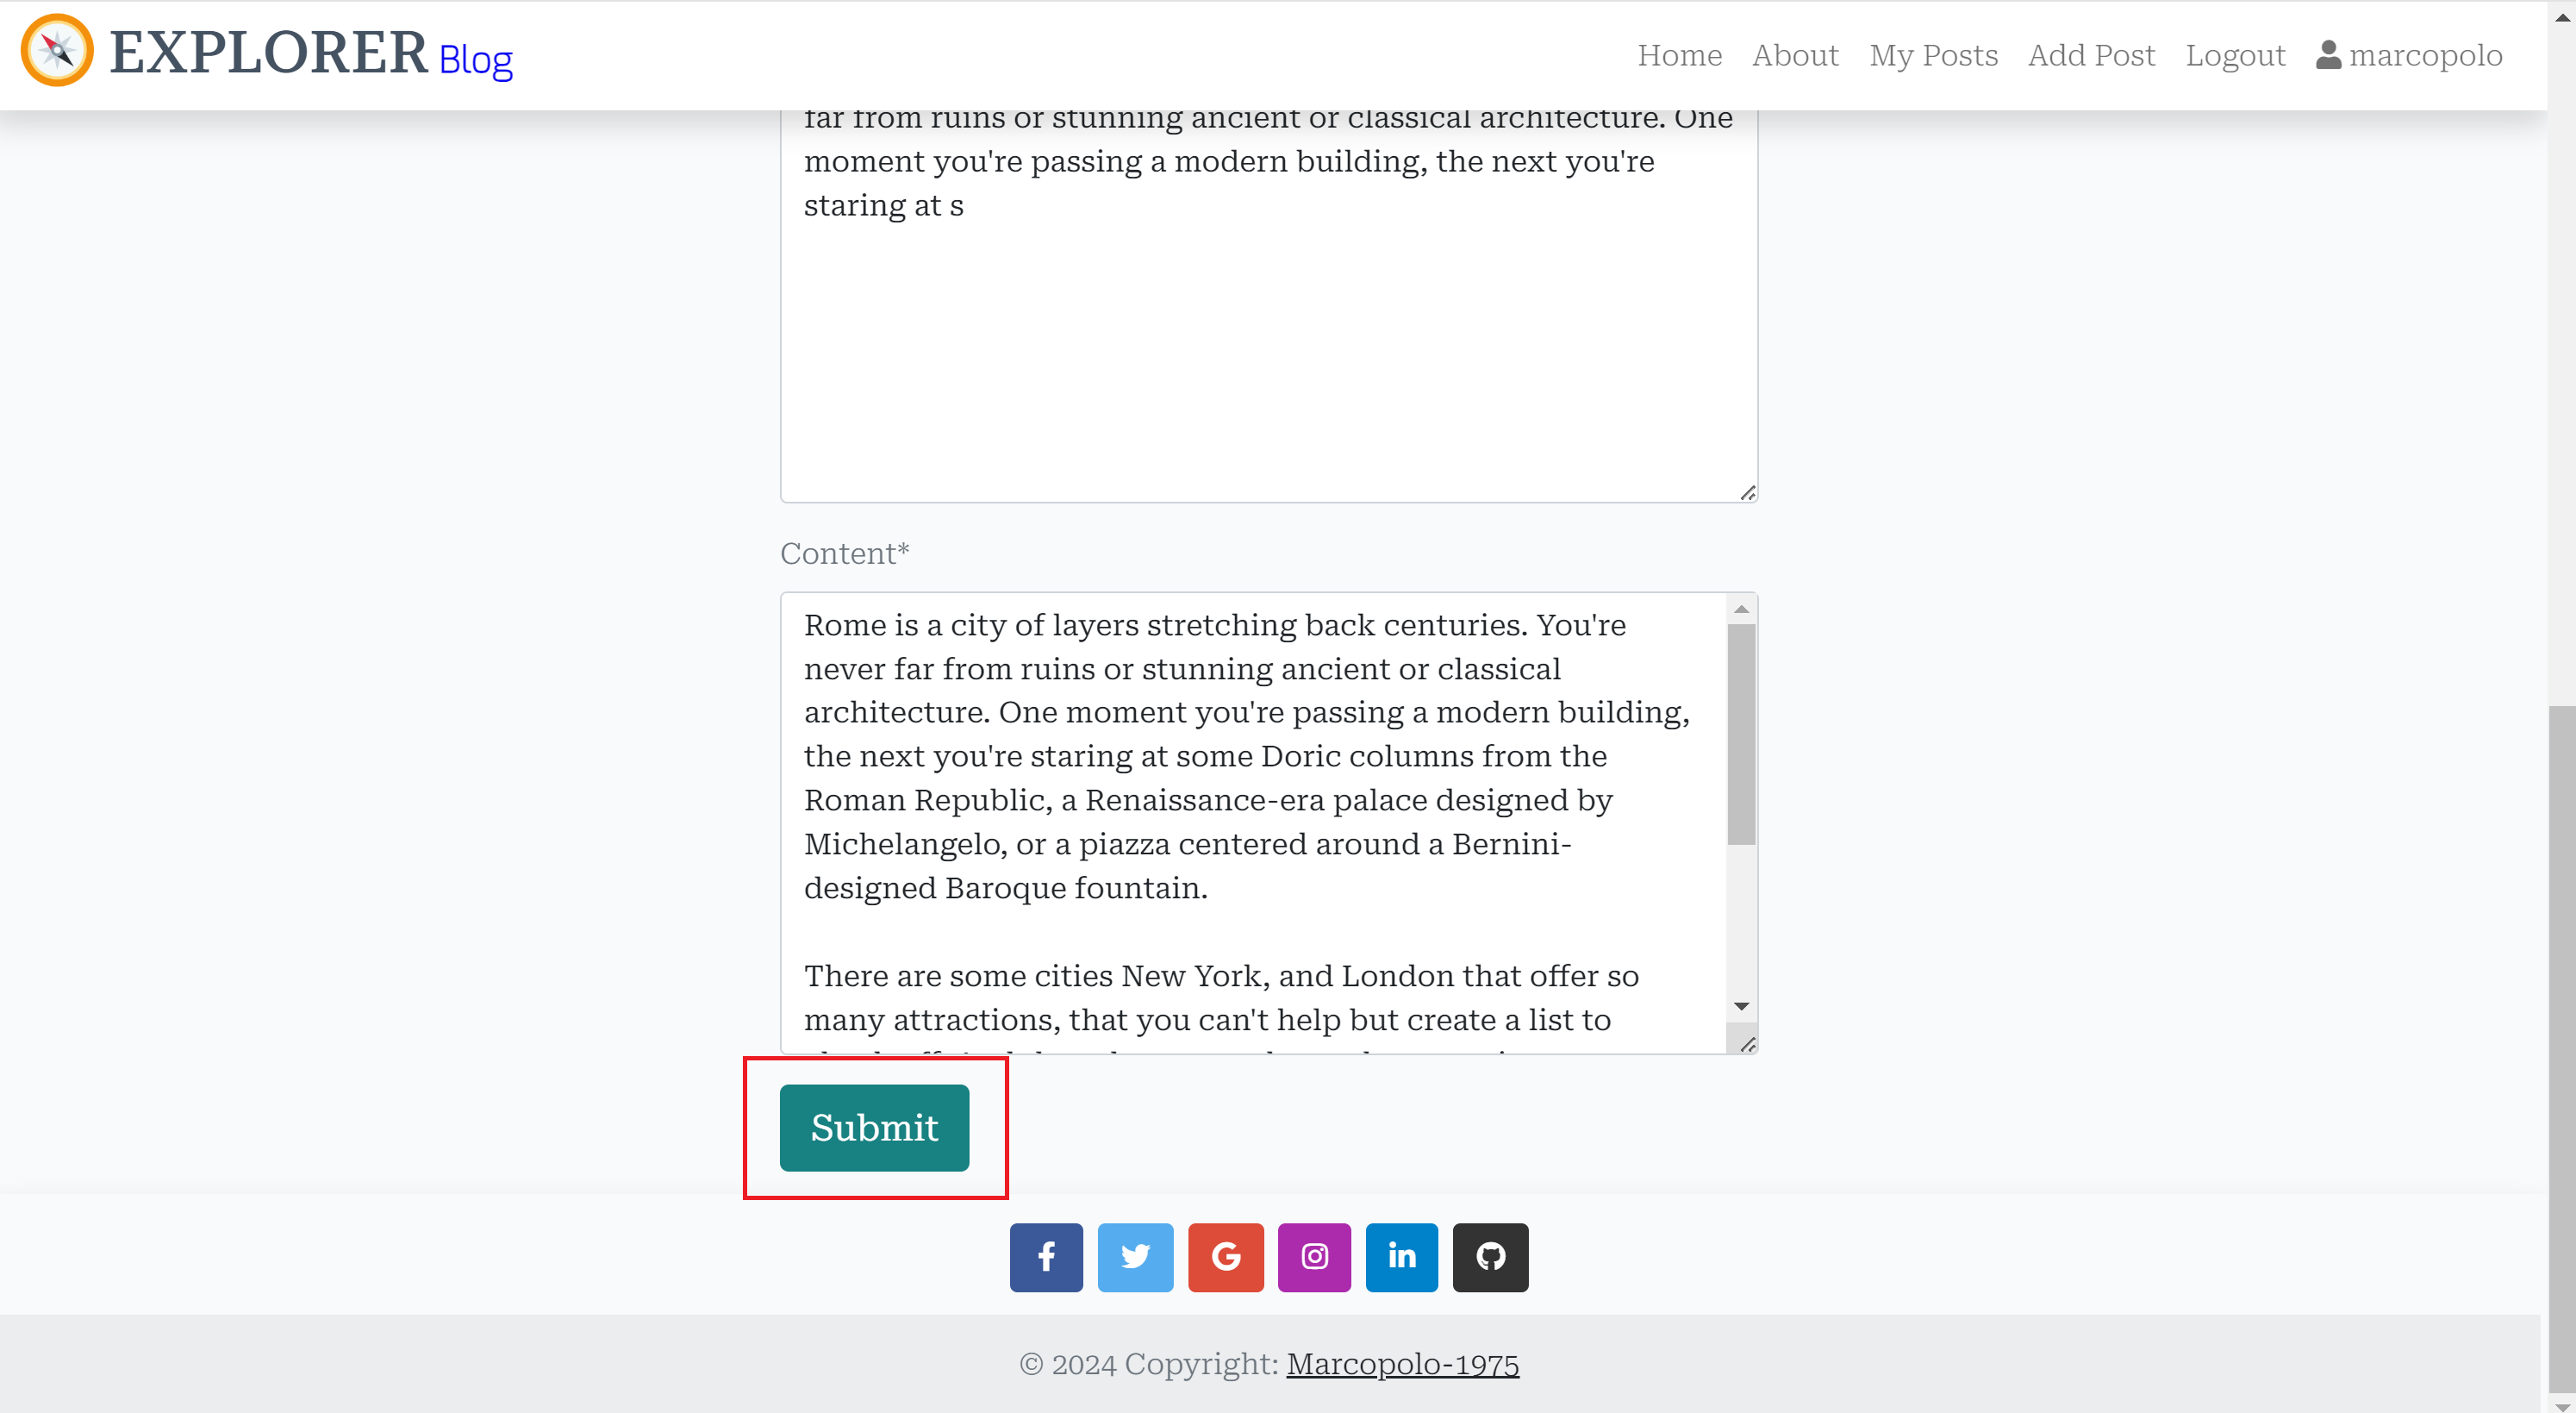 EXPLORER Blog
Home About My Posts Add Post Logout marcopolo
far from ruins or stunning ancient or classical architecture. One
moment you're passing a modern building, the next you're
staring at s
Content*
Rome is a city of layers stretching back centuries. You're
never far from ruins or stunning ancient or classical
architecture. One moment you're passing a modern building,
the next you're staring at some Doric columns from the
Roman Republic, a Renaissance-era palace designed by
Michelangelo, or a piazza centered around a Bernini-
designed Baroque fountain.
There are some cities New York, and London that offer so
many attractions, that you can't help but create a list to
Submit
© 2024 Copyright: Marcopolo-1975